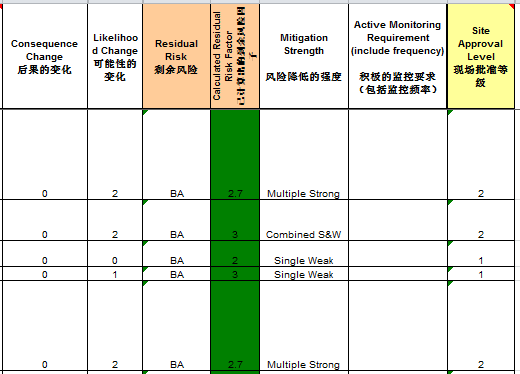 Consequence
Change
后果的变化
Likelihoo
d Change
可能性的
变化
Residual
Risk
剩余风险
Calculated Residual
Risk Factor
已计算出的剩余风险因
子
Mitigation
Strength
风险降低的强度
Active Monitoring
Requirement
(include frequency)
积极的监控要求
（包括监控频率）
Site
Approval
Level
现场批准等
级
0 2 BA 2.7 Multiple Strong 2
0 2 BA 3 Combined S&W 2
0 0 BA 2 Single Weak 1
0 1 BA 3 Single Weak 1
0 2 BA 2.7 Multiple Strong 2